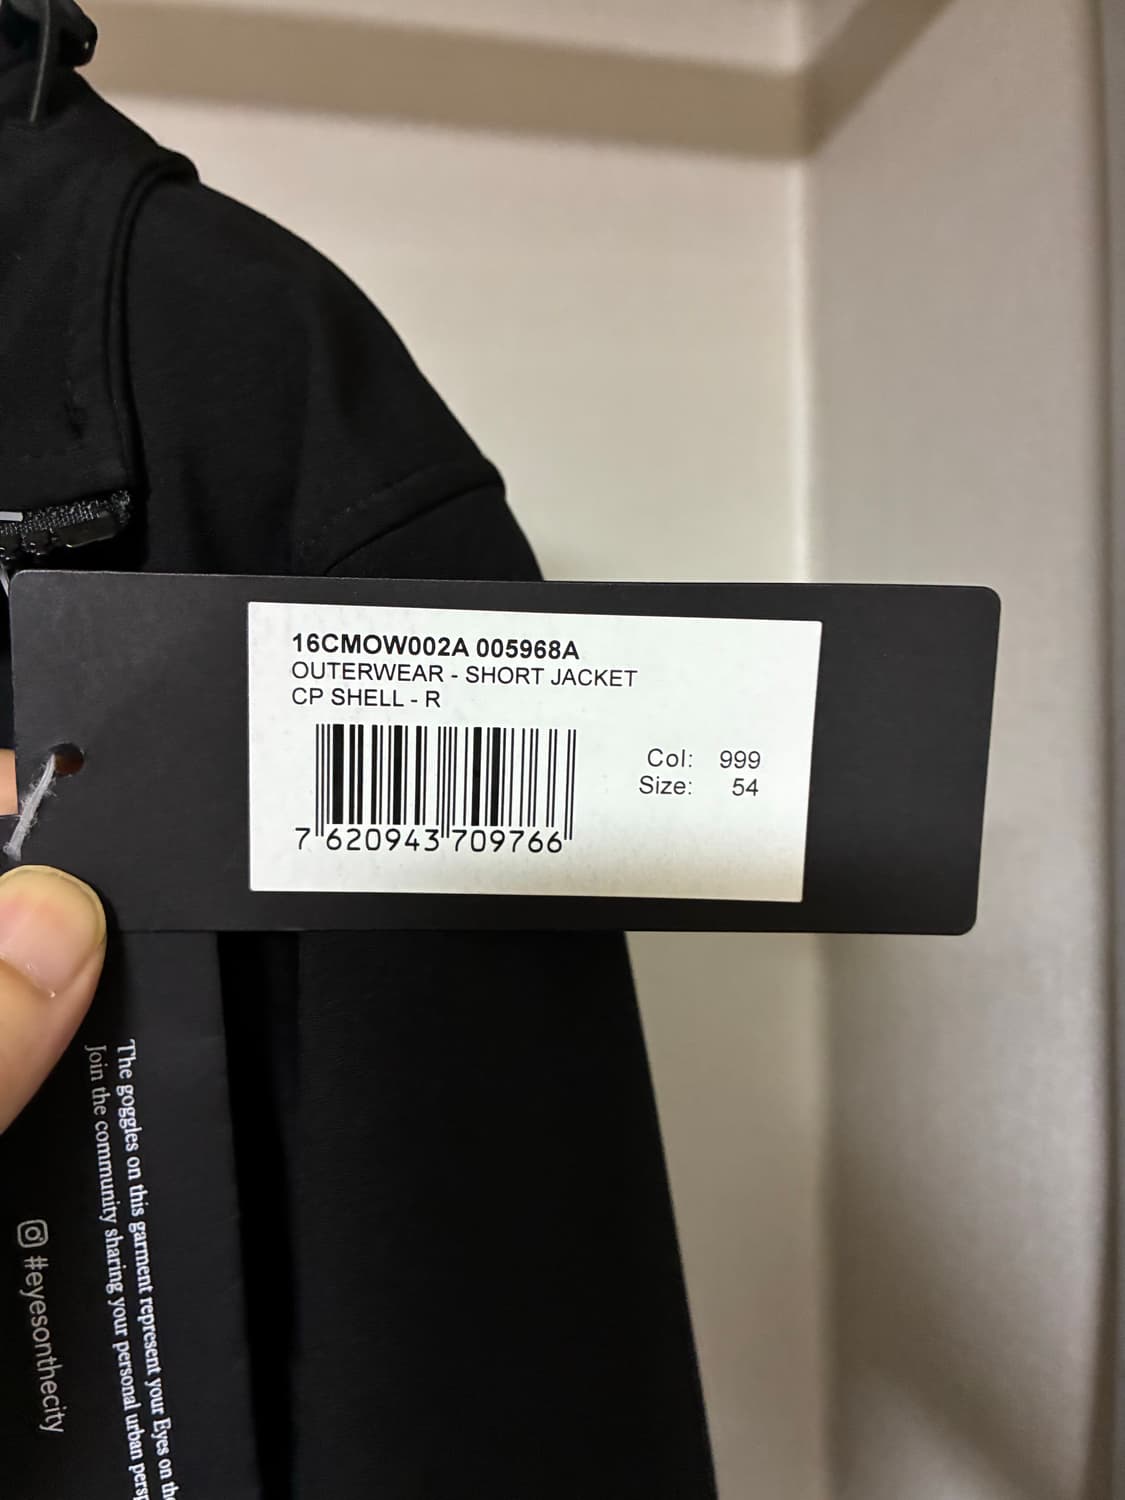 16CMOW002A 005968A
OUTERWEAR - SHORT JACKET
CP SHELL - R
Col: 999
Size: 54
7 620943 709766
The goggles on this garment represent your Eyes on
Join the community sharing your personal urban
#eyesonthecity